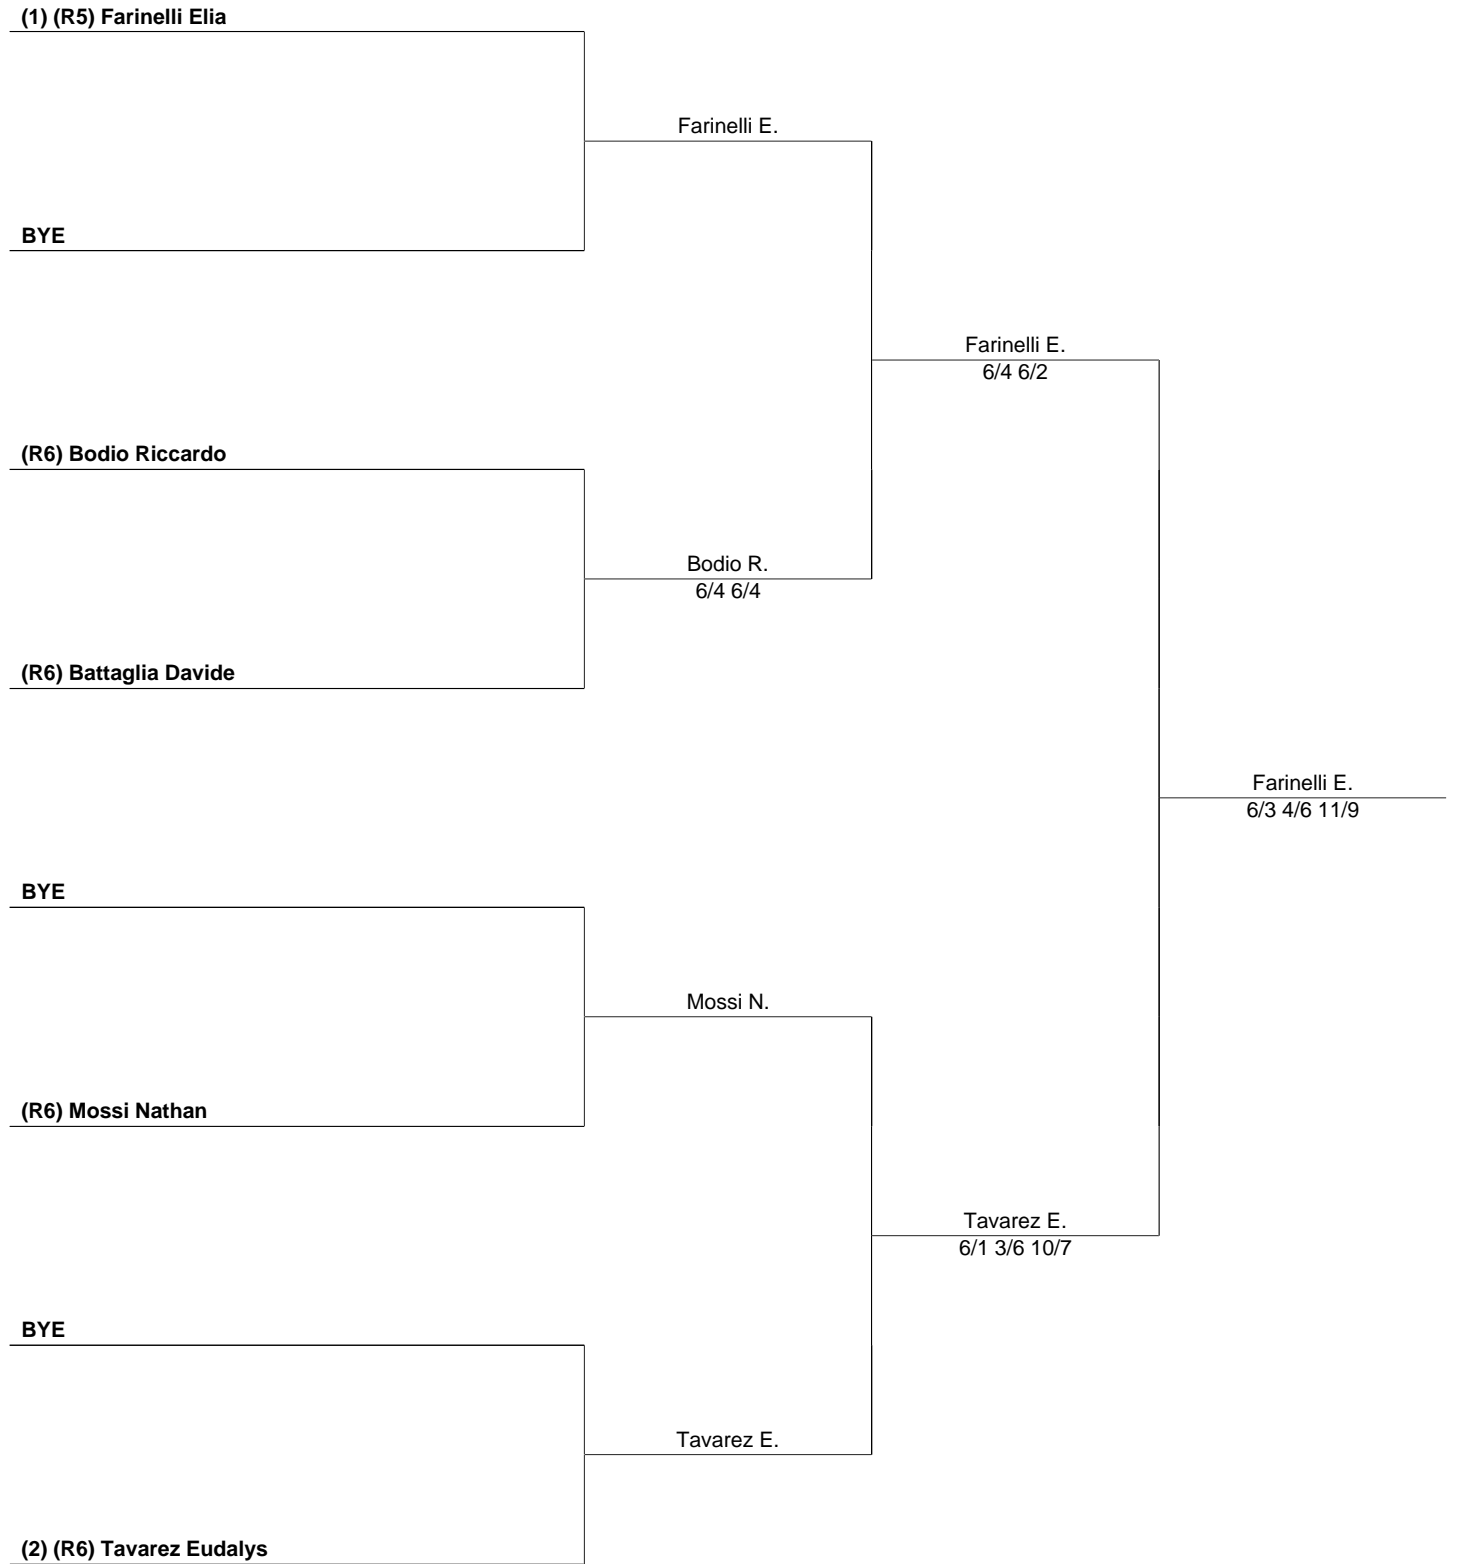 (1) (R5) Farinelli Elia
Farinelli E.
BYE
Farinelli E.
6/4 6/2
(R6) Bodio Riccardo
Bodio R.
6/4 6/4
(R6) Battaglia Davide
Farinelli E.
6/3 4/6 11/9
BYE
Mossi N.
(R6) Mossi Nathan
Tavarez E.
6/1 3/6 10/7
BYE
Tavarez E.
(2) (R6) Tavarez Eudalys